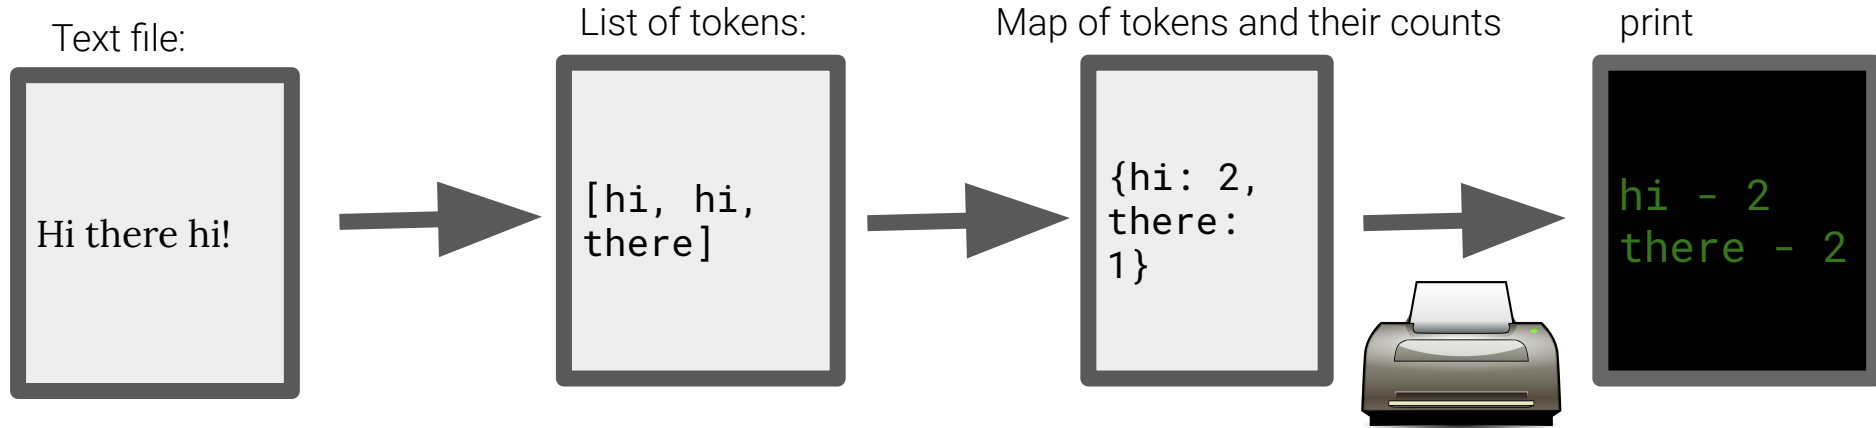 Text file:
Hi there hi!
List of tokens:
[hi, hi,
there]
Map of tokens and their counts
{hi: 2,
there:
1}
print
hi - 2
there - 2